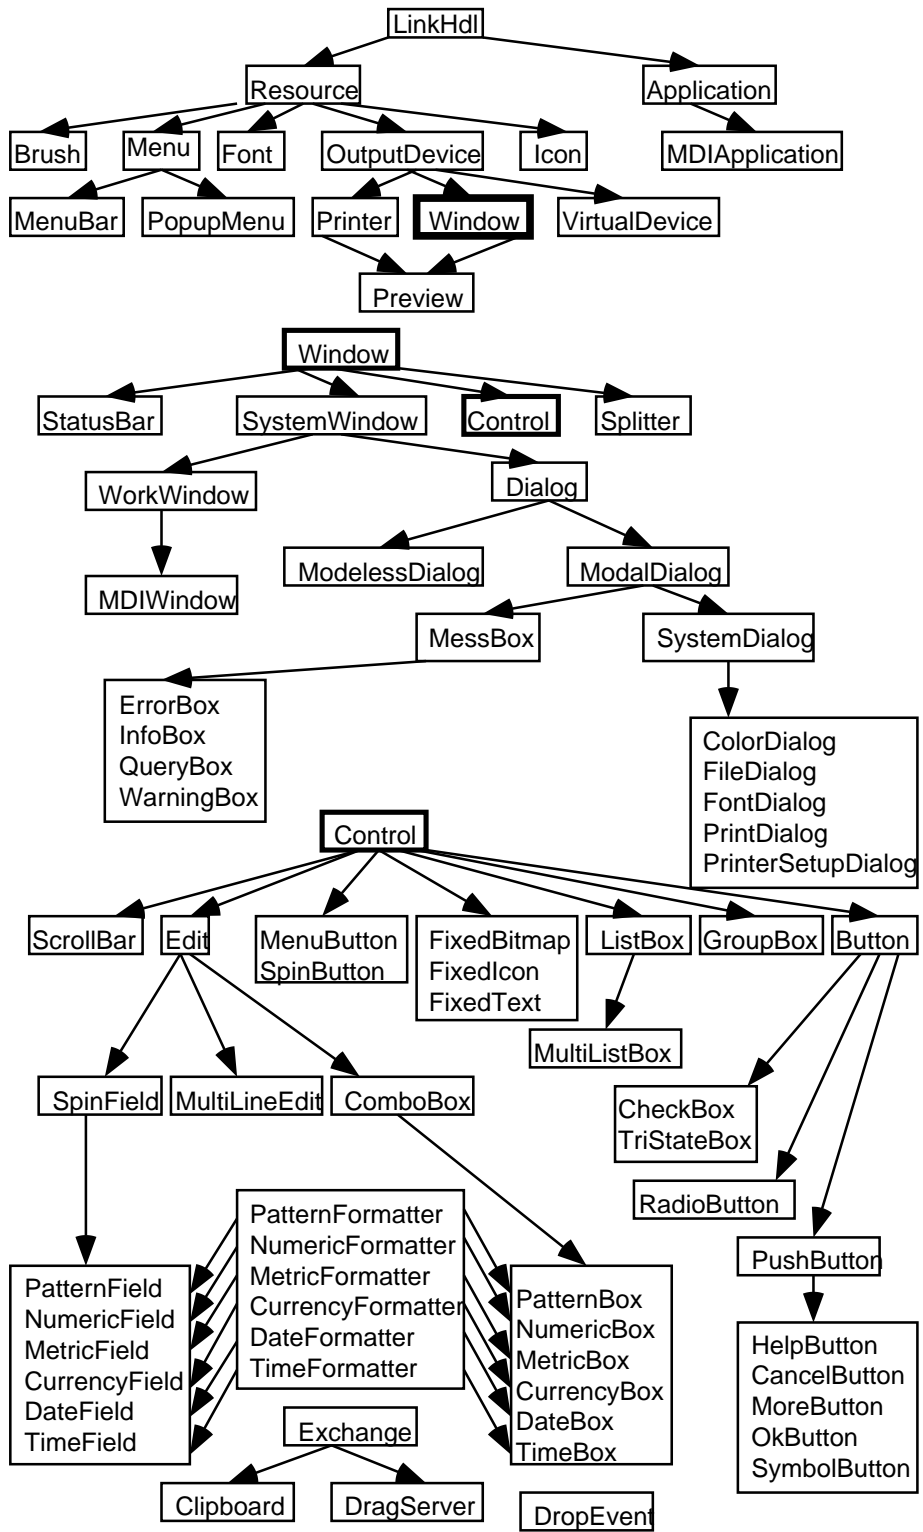 LinkHdl
Resource
Application
Brush
Menu
Font
OutputDevice
Icon
MDIApplication
MenuBar
PopupMenu
Printer
Window
VirtualDevice
Preview
Window
StatusBar
SystemWindow
Control
Splitter
WorkWindow
Dialog
ModelessDialog
ModalDialog
MDIWindow
MessBox
SystemDialog
ErrorBox
InfoBox
QueryBox
WarningBox
ColorDialog
FileDialog
FontDialog
PrintDialog
PrinterSetupDialog
Control
ScrollBar
Edit
MenuButton
SpinButton
FixedBitmap
FixedIcon
FixedText
ListBox
GroupBox
Button
MultiListBox
SpinField
MultiLineEdit
ComboBox
CheckBox
TriStateBox
RadioButton
PushButton
PatternFormatter
NumericFormatter
MetricFormatter
CurrencyFormatter
DateFormatter
TimeFormatter
PatternField
NumericField
MetricField
CurrencyField
DateField
TimeField
PatternBox
NumericBox
MetricBox
CurrencyBox
DateBox
TimeBox
HelpButton
CancelButton
MoreButton
OkButton
SymbolButton
Exchange
Clipboard
DragServer
DropEvent